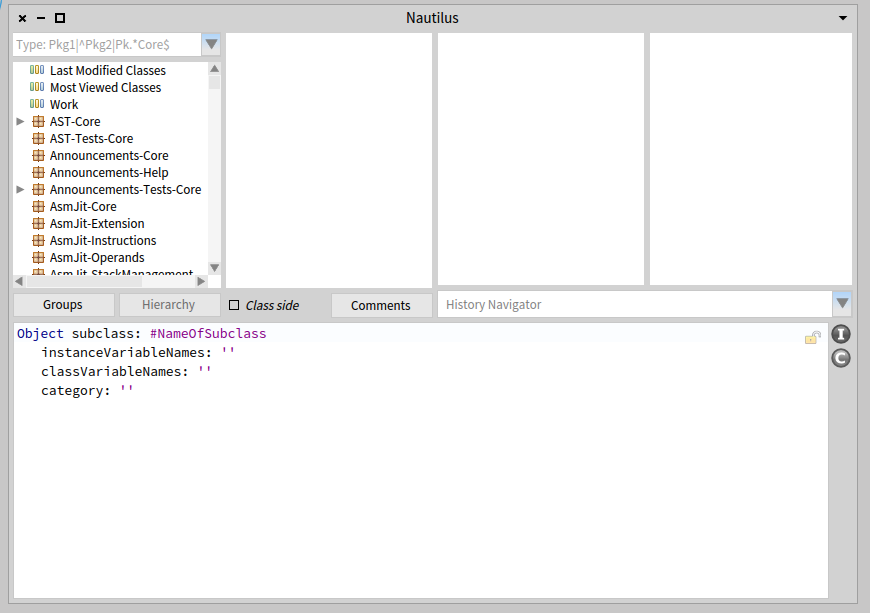 Nautilus
Type: Pkg1|^Pkg2|Pk.*Core$
Last Modified Classes
Most Viewed Classes
Work
AST-Core
AST-Tests-Core
Announcements-Core
Announcements-Help
Announcements-Tests-Core
AsmJit-Core
AsmJit-Extension
AsmJit-Instructions
AsmJit-Operands
AsmJit-StackManagement
Groups
Hierarchy
Class side
Comments
History Navigator
Object subclass: #NameOfSubclass
instanceVariableNames: ''
classVariableNames: ''
category: ''
I
C